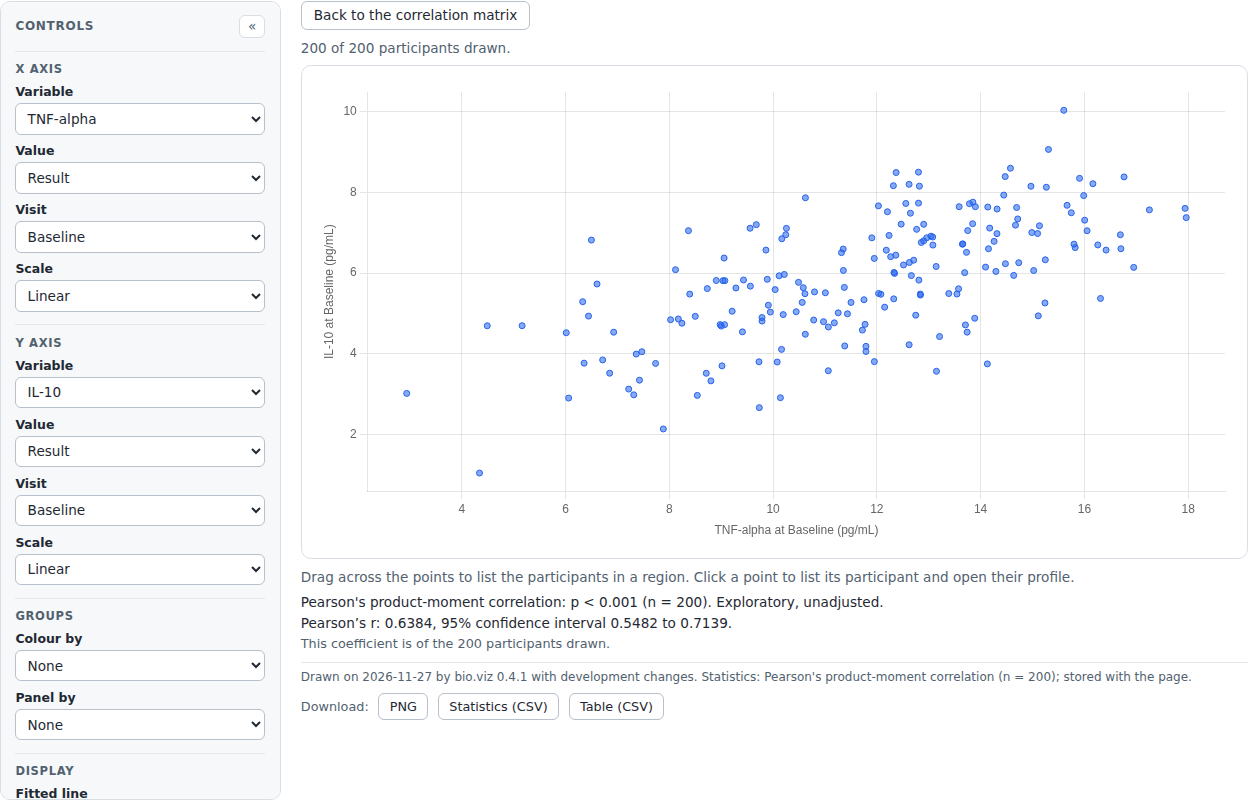 CONTROLS
«
X AXIS
Variable
TNF-alpha
Value
Result
Visit
Baseline
Scale
Linear
Y AXIS
Variable
IL-10
Value
Result
Visit
Baseline
Scale
Linear
GROUPS
Colour by
None
Panel by
None
DISPLAY
Fitted line
Back to the correlation matrix
200 of 200 participants drawn.
10
8
6
4
2
IL-10 at Baseline (pg/mL)
4 6 8 10 12 14 16 18
TNF-alpha at Baseline (pg/mL)
Drag across the points to list the participants in a region. Click a point to list its participant and open their profile.
Pearson's product-moment correlation: p < 0.001 (n = 200). Exploratory, unadjusted.
Pearson’s r: 0.6384, 95% confidence interval 0.5482 to 0.7139.
This coefficient is of the 200 participants drawn.
Drawn on 2026-11-27 by bio.viz 0.4.1 with development changes. Statistics: Pearson's product-moment correlation (n = 200); stored with the page.
Download: PNG Statistics (CSV) Table (CSV)